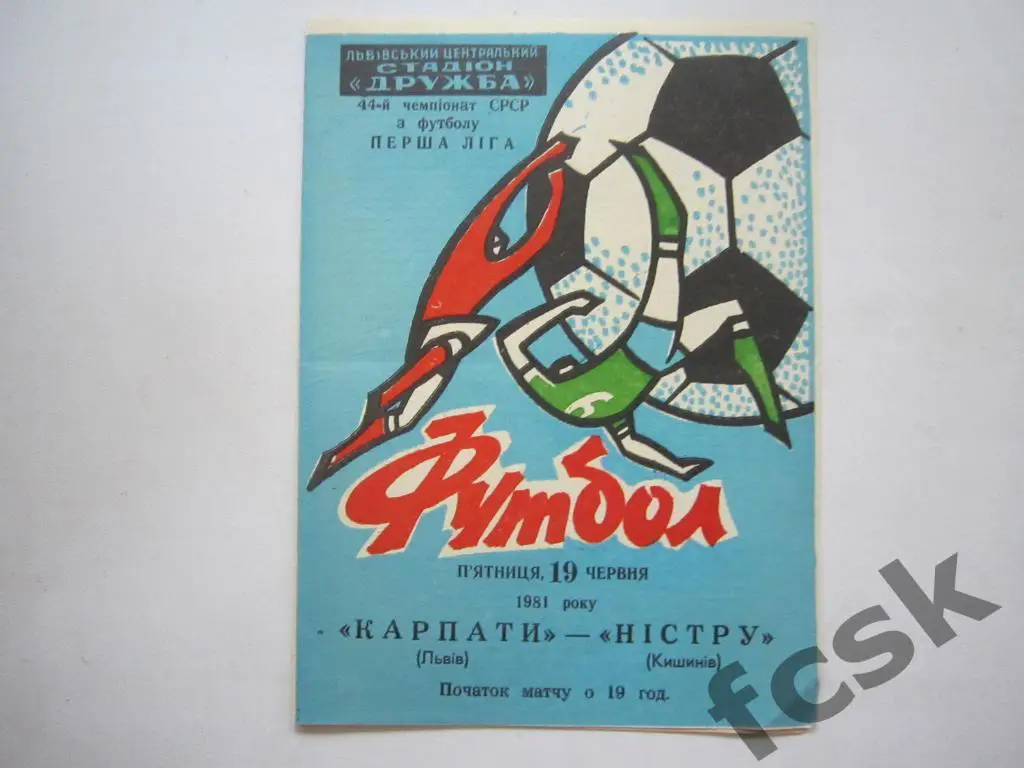 ЛЬВІВСЬКИЙ ЦЕНТРАЛЬНИЙ
СТАДІОН
«ДРУЖБА»
44-й чемпіонат СРСР
з футболу
ПЕРША ЛІГА
Футбол
П'ЯТНИЦЯ, 19 ЧЕРВНЯ
1981 року
«КАРПАТИ» — «НІСТРУ»
(Львів) (Кишинів)
Початок матчу о 19 год.
fcsk